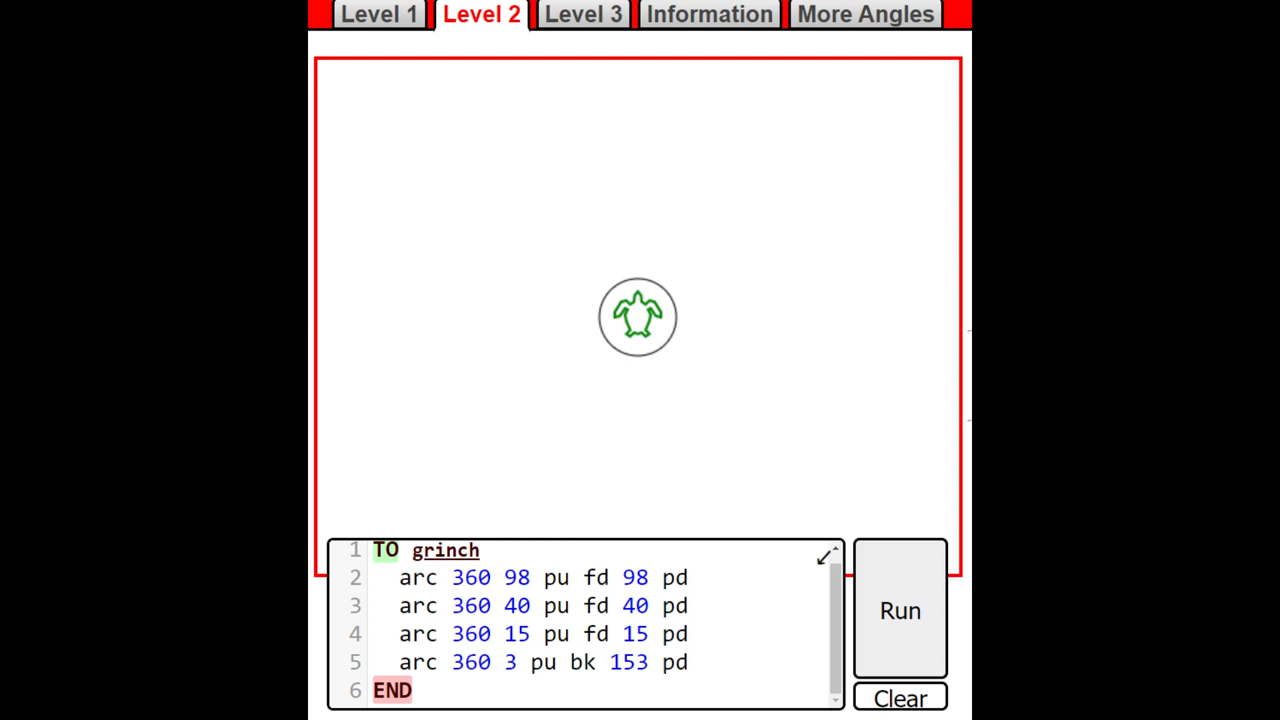 Level 1 Level 2 Level 3 Information More Angles
1 TO grinch
2 arc 360 98 pu fd 98 pd
3 arc 360 40 pu fd 40 pd
4 arc 360 15 pu fd 15 pd
5 arc 360 3 pu bk 153 pd
6 END
Run
Clear